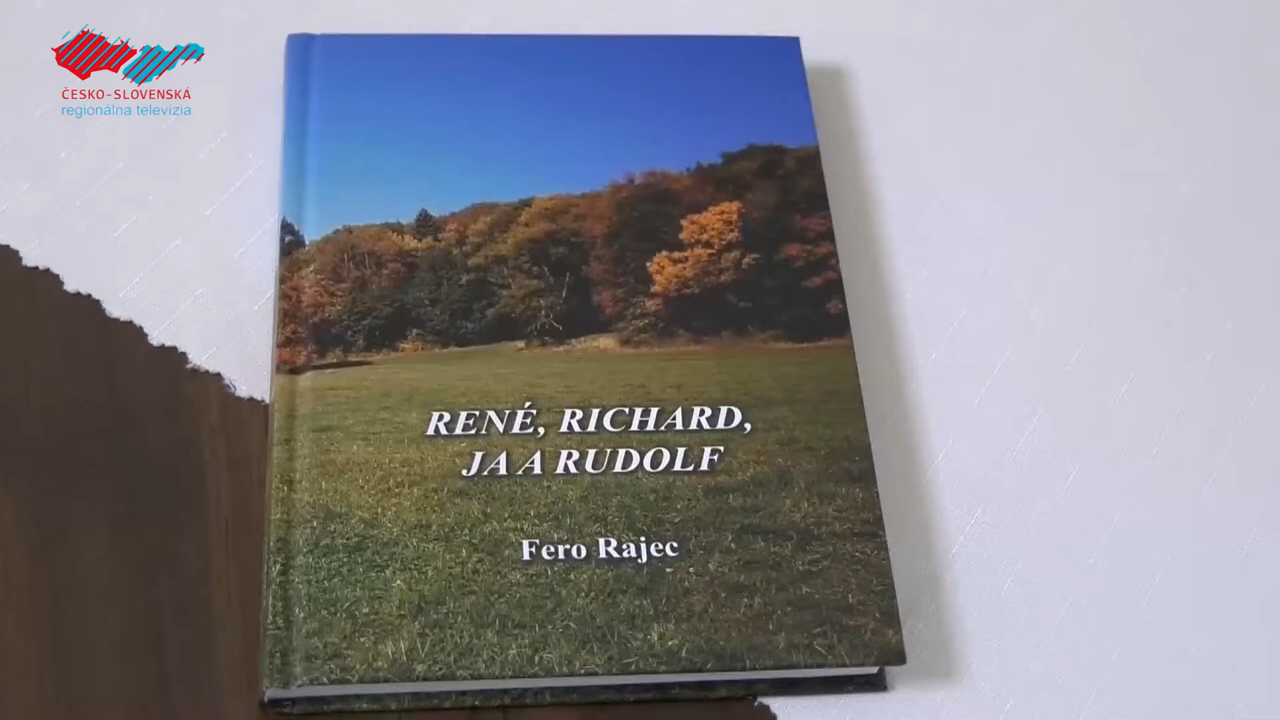 ČESKO-SLOVENSKÁ
regionálna televízia
RENÉ, RICHARD,
JA A RUDOLF
Fero Rajec